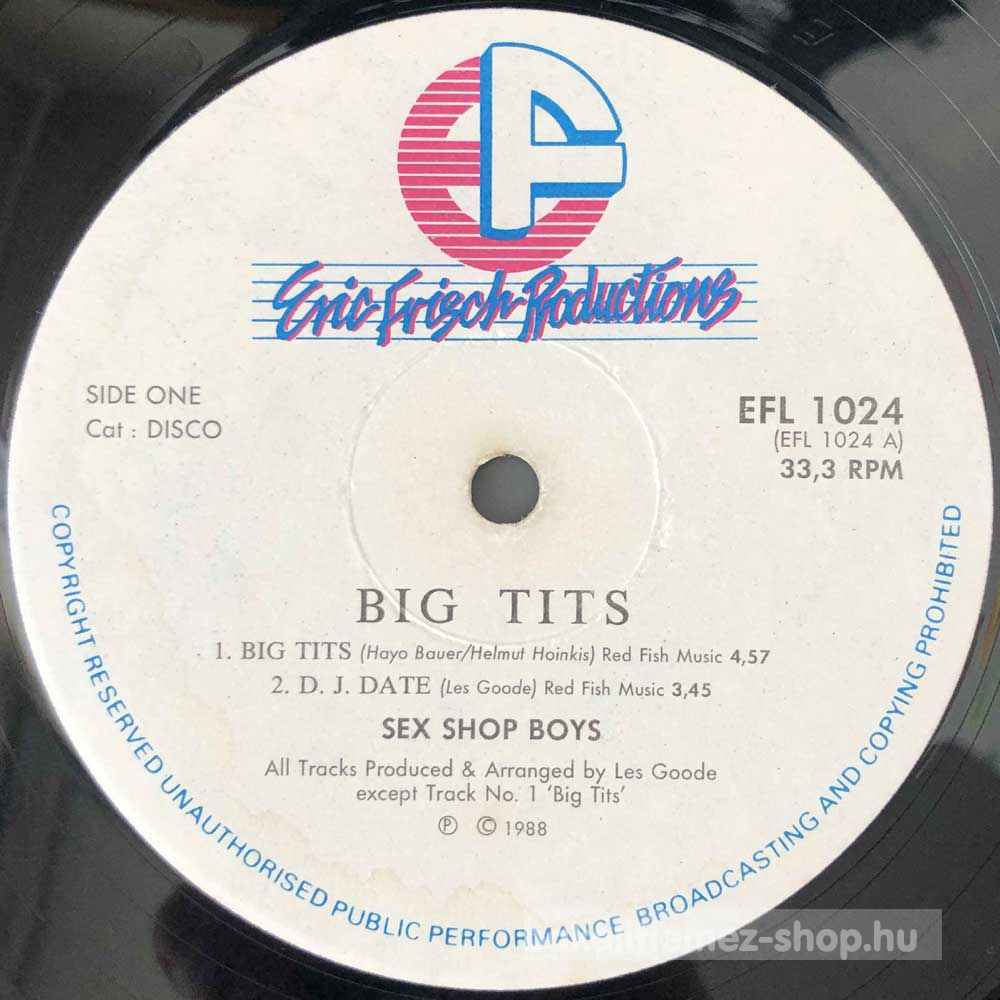 Eric Frisch Productions
SIDE ONE
Cat : DISCO
EFL 1024
(EFL 1024 A)
33,3 RPM
BIG TITS
1. BIG TITS (Hayo Bauer/Helmut Hoinkis) Red Fish Music 4,57
2. D. J. DATE (Les Goode) Red Fish Music 3,45
SEX SHOP BOYS
All Tracks Produced & Arranged by Les Goode
except Track No. 1 'Big Tits'
℗ © 1988
COPYRIGHT RESERVED UNAUTHORISED PUBLIC PERFORMANCE BROADCASTING AND COPYING PROHIBITED